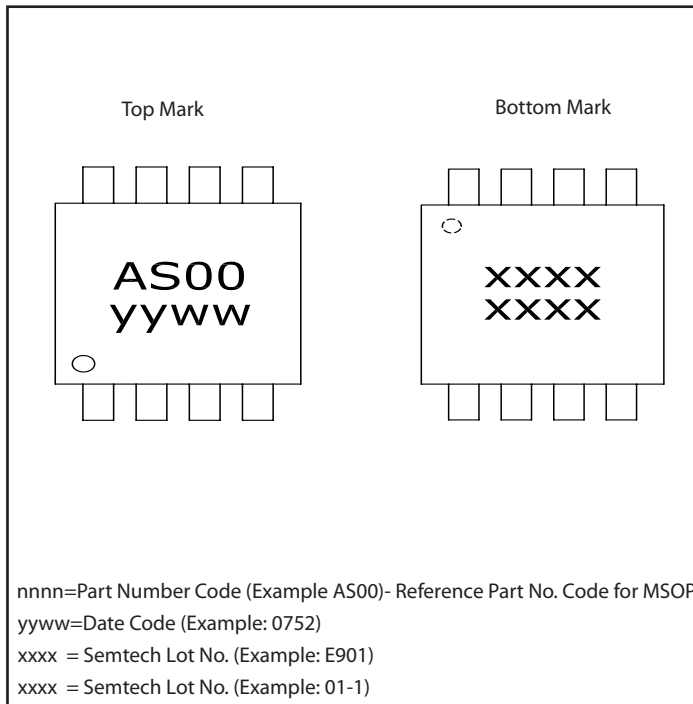 Top Mark
Bottom Mark
AS00
yyww
xxxx
xxxx
nnnn=Part Number Code (Example AS00)- Reference Part No. Code for MSOP
yyww=Date Code (Example: 0752)
xxxx = Semtech Lot No. (Example: E901)
xxxx = Semtech Lot No. (Example: 01-1)